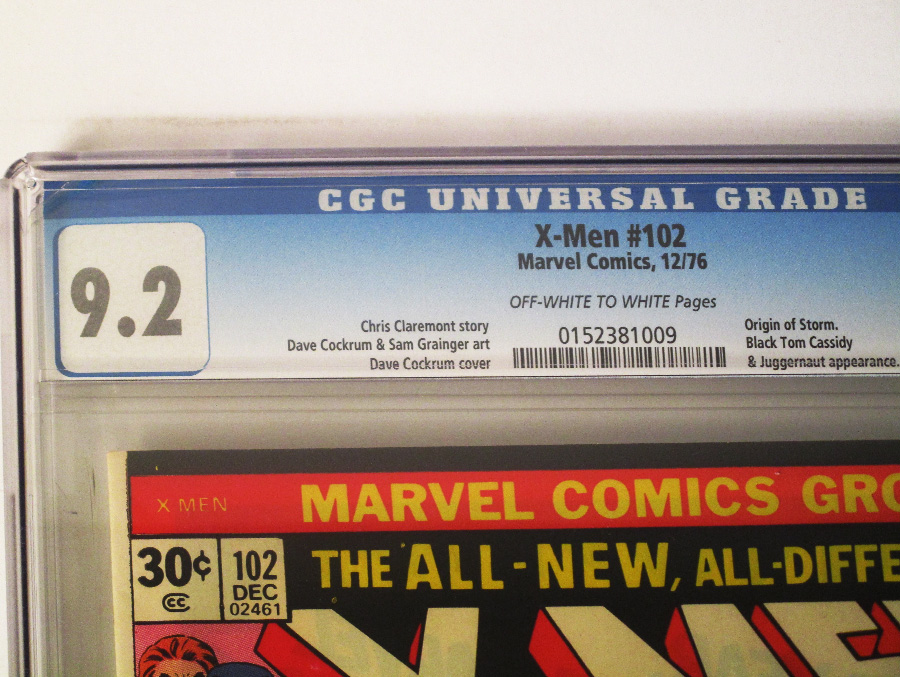 CGC UNIVERSAL GRADE
9.2
X-Men #102
Marvel Comics, 12/76
OFF-WHITE TO WHITE Pages
Chris Claremont story
Dave Cockrum & Sam Grainger art
Dave Cockrum cover
0152381009
Origin of Storm.
Black Tom Cassidy
& Juggernaut appearance.
X MEN
MARVEL COMICS GRO
30¢
CC
102
DEC
02461
THE ALL-NEW, ALL-DIFFE
X-MEN